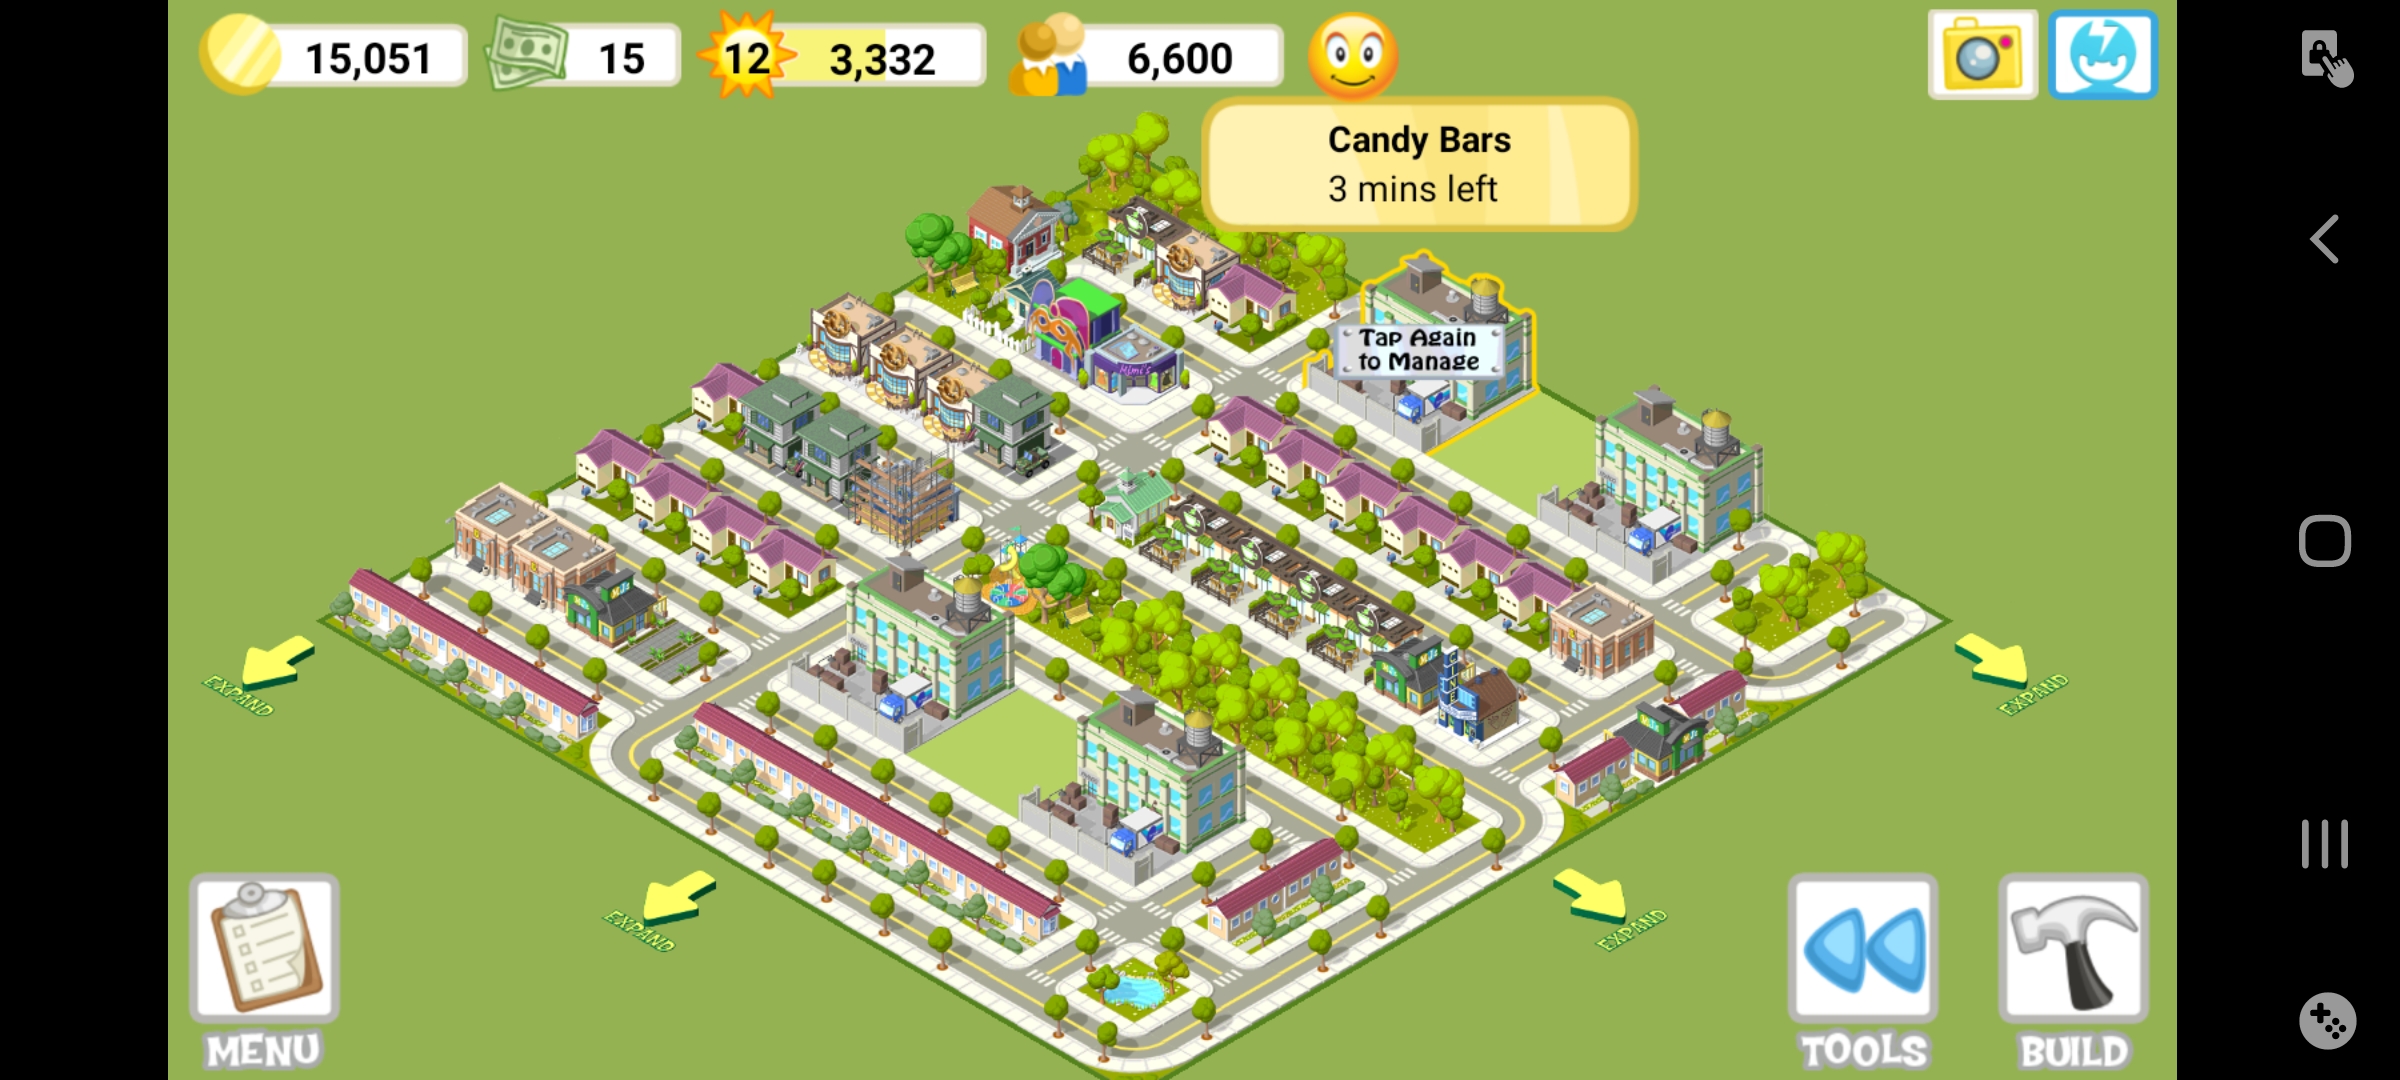 15,051
15
12
3,332
6,600
Candy Bars
3 mins left
Tap Again
to Manage
Mimi's
EXPAND
EXPAND
EXPAND
EXPAND
MENU
TOOLS
BUILD